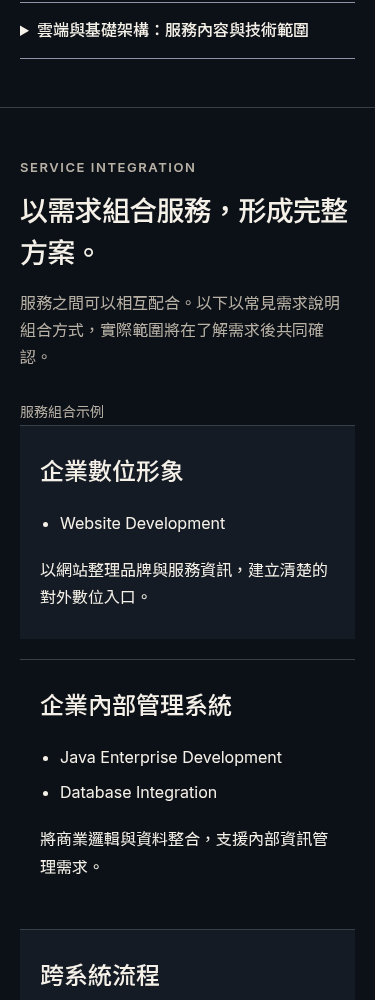 雲端與基礎架構：服務內容與技術範圍
SERVICE INTEGRATION
以需求組合服務，形成完整
方案。
服務之間可以相互配合。以下以常見需求說明
組合方式，實際範圍將在了解需求後共同確
認。
服務組合示例
企業數位形象
• Website Development
以網站整理品牌與服務資訊，建立清楚的
對外數位入口。
企業內部管理系統
• Java Enterprise Development
• Database Integration
將商業邏輯與資料整合，支援內部資訊管
理需求。
跨系統流程